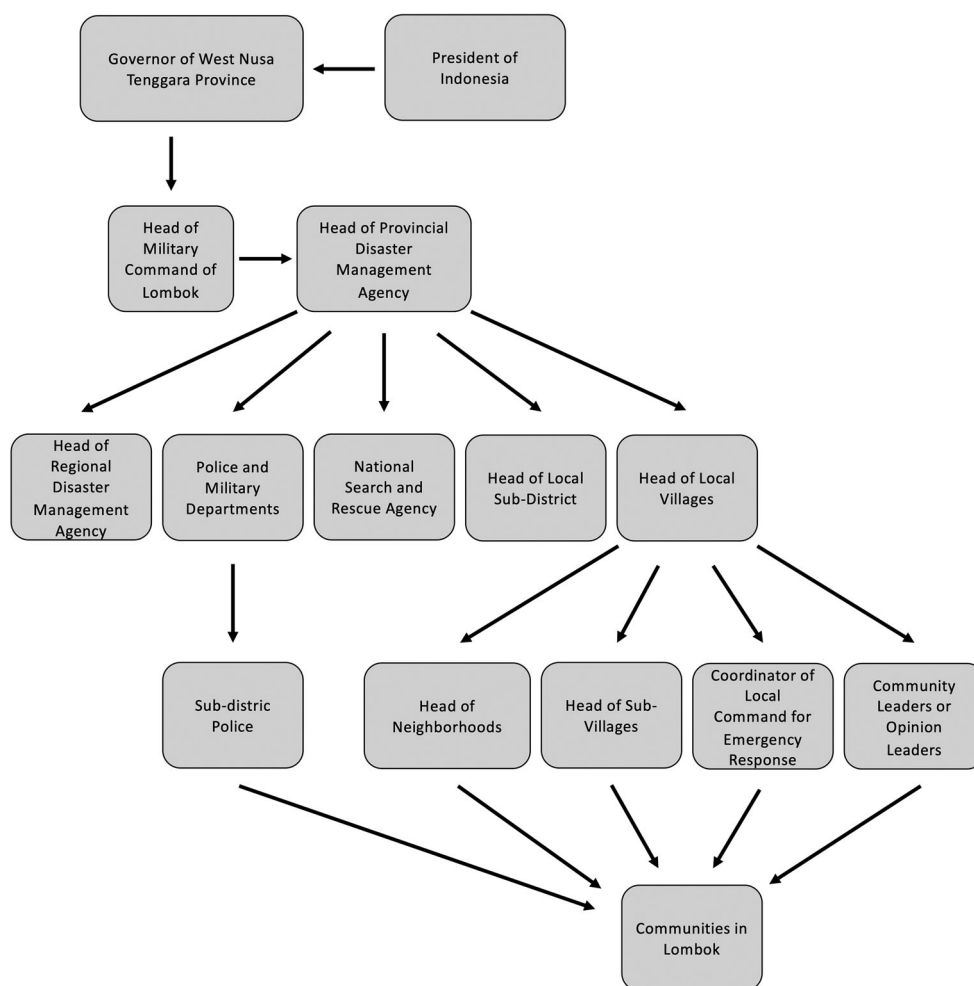 Governor of West Nusa
Tenggara Province
President of
Indonesia
Head of
Military
Command of
Lombok
Head of Provincial
Disaster
Management
Agency
Head of
Regional
Disaster
Management
Agency
Police and
Military
Departments
National
Search and
Rescue Agency
Head of Local
Sub-District
Head of Local
Villages
Sub-distric
Police
Head of
Neighborhoods
Head of Sub-
Villages
Coordinator of
Local
Command for
Emergency
Response
Community
Leaders or
Opinion
Leaders
Communities in
Lombok